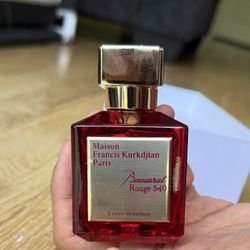 Maison
Francis Kurkdjian
Paris
Baccarat
Rouge 540
Extrait de parfum